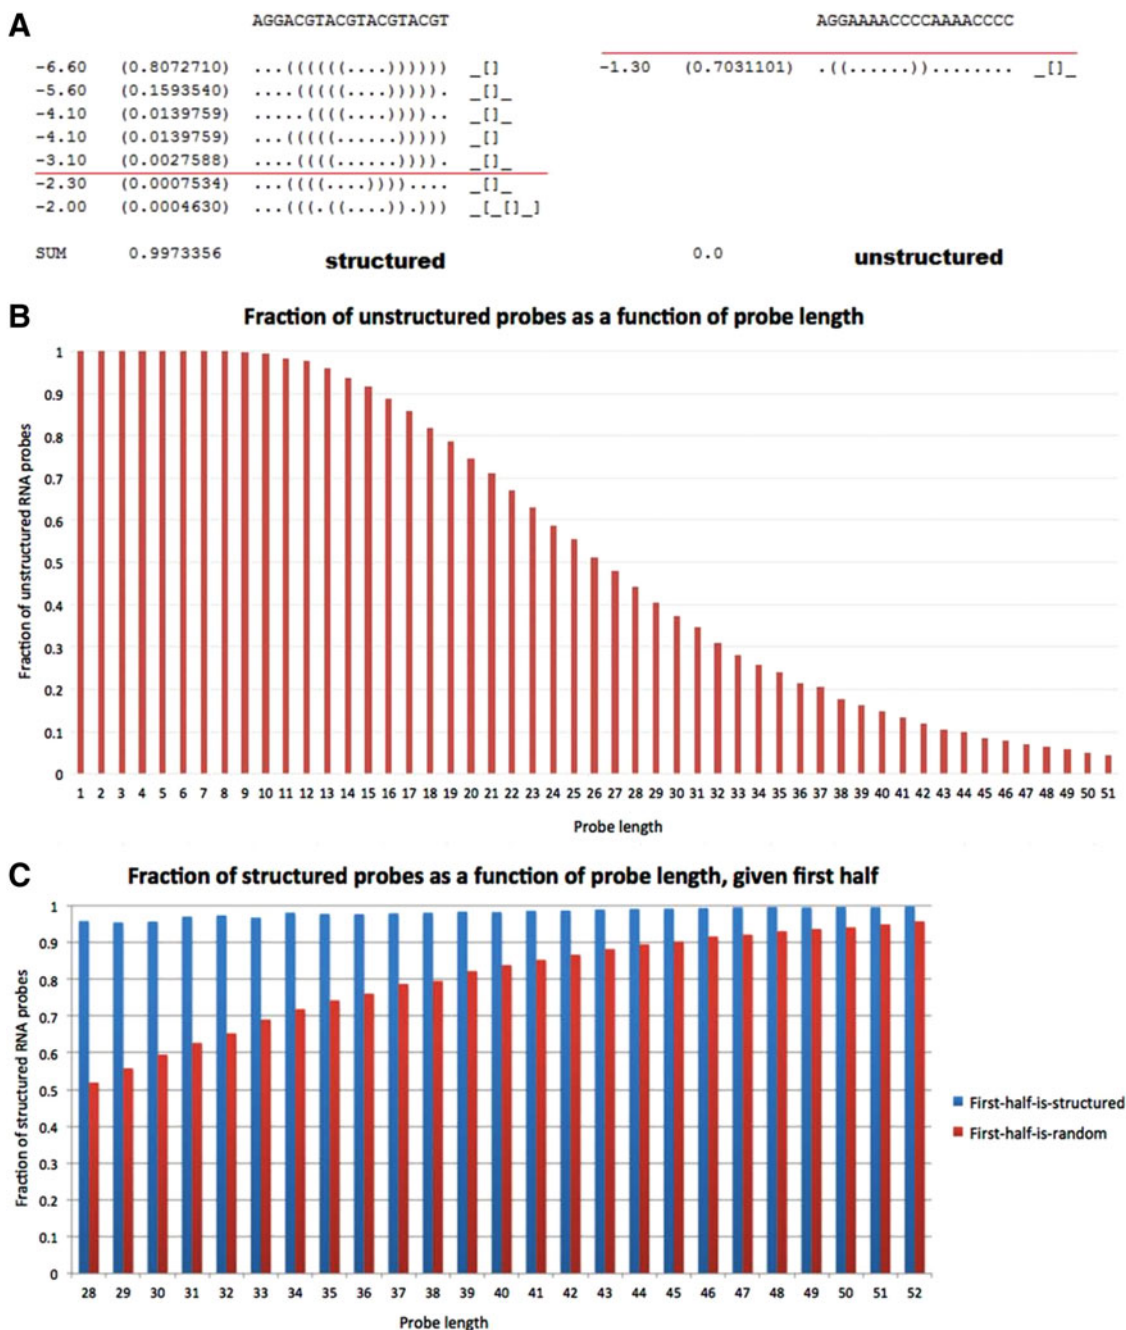 A
AGGACGTACGTACGTACGT
-6.60 (0.8072710) ...((((((....)))))) _[]
-5.60 (0.1593540) ....(((((....))))). _[]_
-4.10 (0.0139759) .....((((....)))).. _[]_
-4.10 (0.0139759) ...(((((......))))) _[]
-3.10 (0.0027588) ....((((......)))). _[]_
-2.30 (0.0007534) ...((((....)))).... _[]_
-2.00 (0.0004630) ...(((.((....)).))) _[_[]_]
SUM 0.9973356 structured
AGGAAAACCCCAAAACCCC
-1.30 (0.7031101) .((......))........ _[]_
0.0 unstructured
B
Fraction of unstructured probes as a function of probe length
Fraction of unstructured RNA probes
1
0.9
0.8
0.7
0.6
0.5
0.4
0.3
0.2
0.1
0
1 2 3 4 5 6 7 8 9 10 11 12 13 14 15 16 17 18 19 20 21 22 23 24 25 26 27 28 29 30 31 32 33 34 35 36 37 38 39 40 41 42 43 44 45 46 47 48 49 50 51
Probe length
C
Fraction of structured probes as a function of probe length, given first half
Fraction of structured RNA probes
1
0.9
0.8
0.7
0.6
0.5
0.4
0.3
0.2
0.1
0
28 29 30 31 32 33 34 35 36 37 38 39 40 41 42 43 44 45 46 47 48 49 50 51 52
Probe length
First-half-is-structured
First-half-is-random